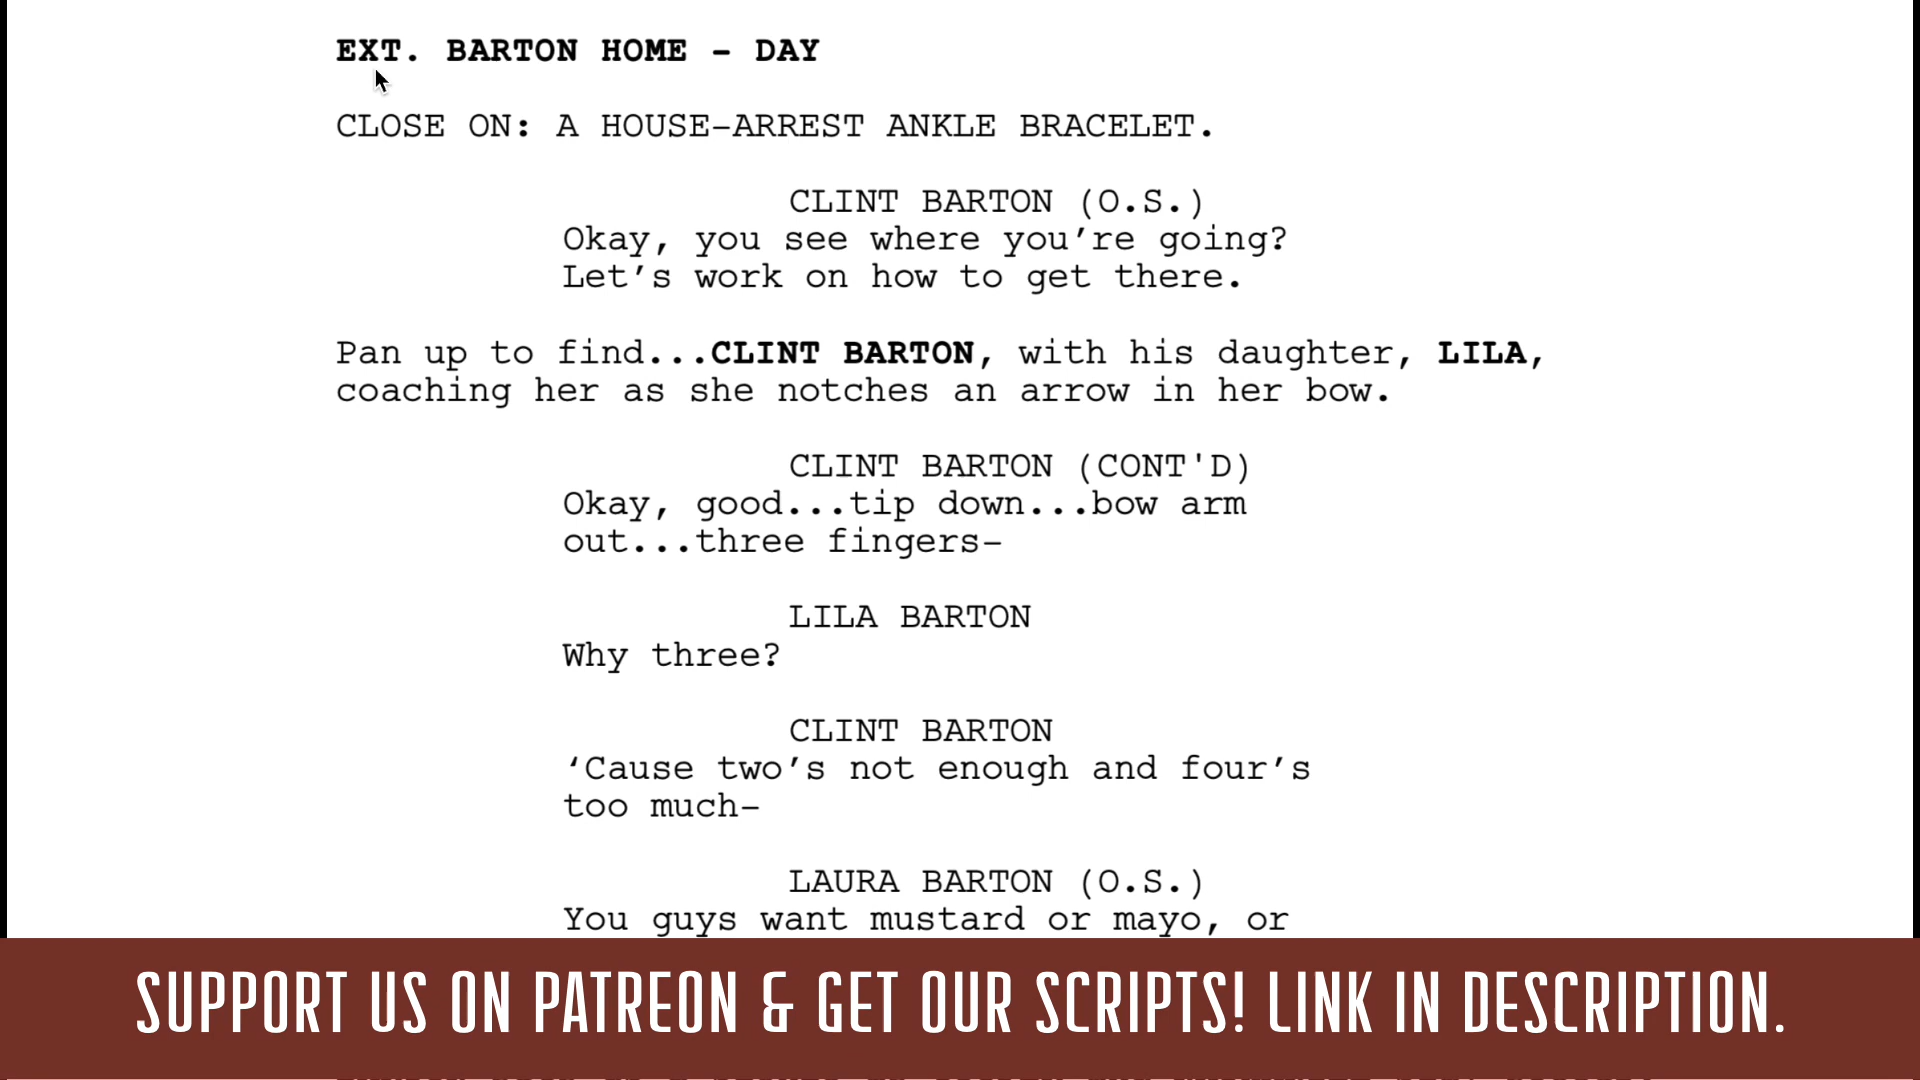 EXT. BARTON HOME - DAY
CLOSE ON: A HOUSE-ARREST ANKLE BRACELET.
CLINT BARTON (O.S.)
Okay, you see where you’re going?
Let’s work on how to get there.
Pan up to find...CLINT BARTON, with his daughter, LILA,
coaching her as she notches an arrow in her bow.
CLINT BARTON (CONT'D)
Okay, good...tip down...bow arm
out...three fingers-
LILA BARTON
Why three?
CLINT BARTON
‘Cause two’s not enough and four’s
too much-
LAURA BARTON (O.S.)
You guys want mustard or mayo, or
SUPPORT US ON PATREON & GET OUR SCRIPTS! LINK IN DESCRIPTION.